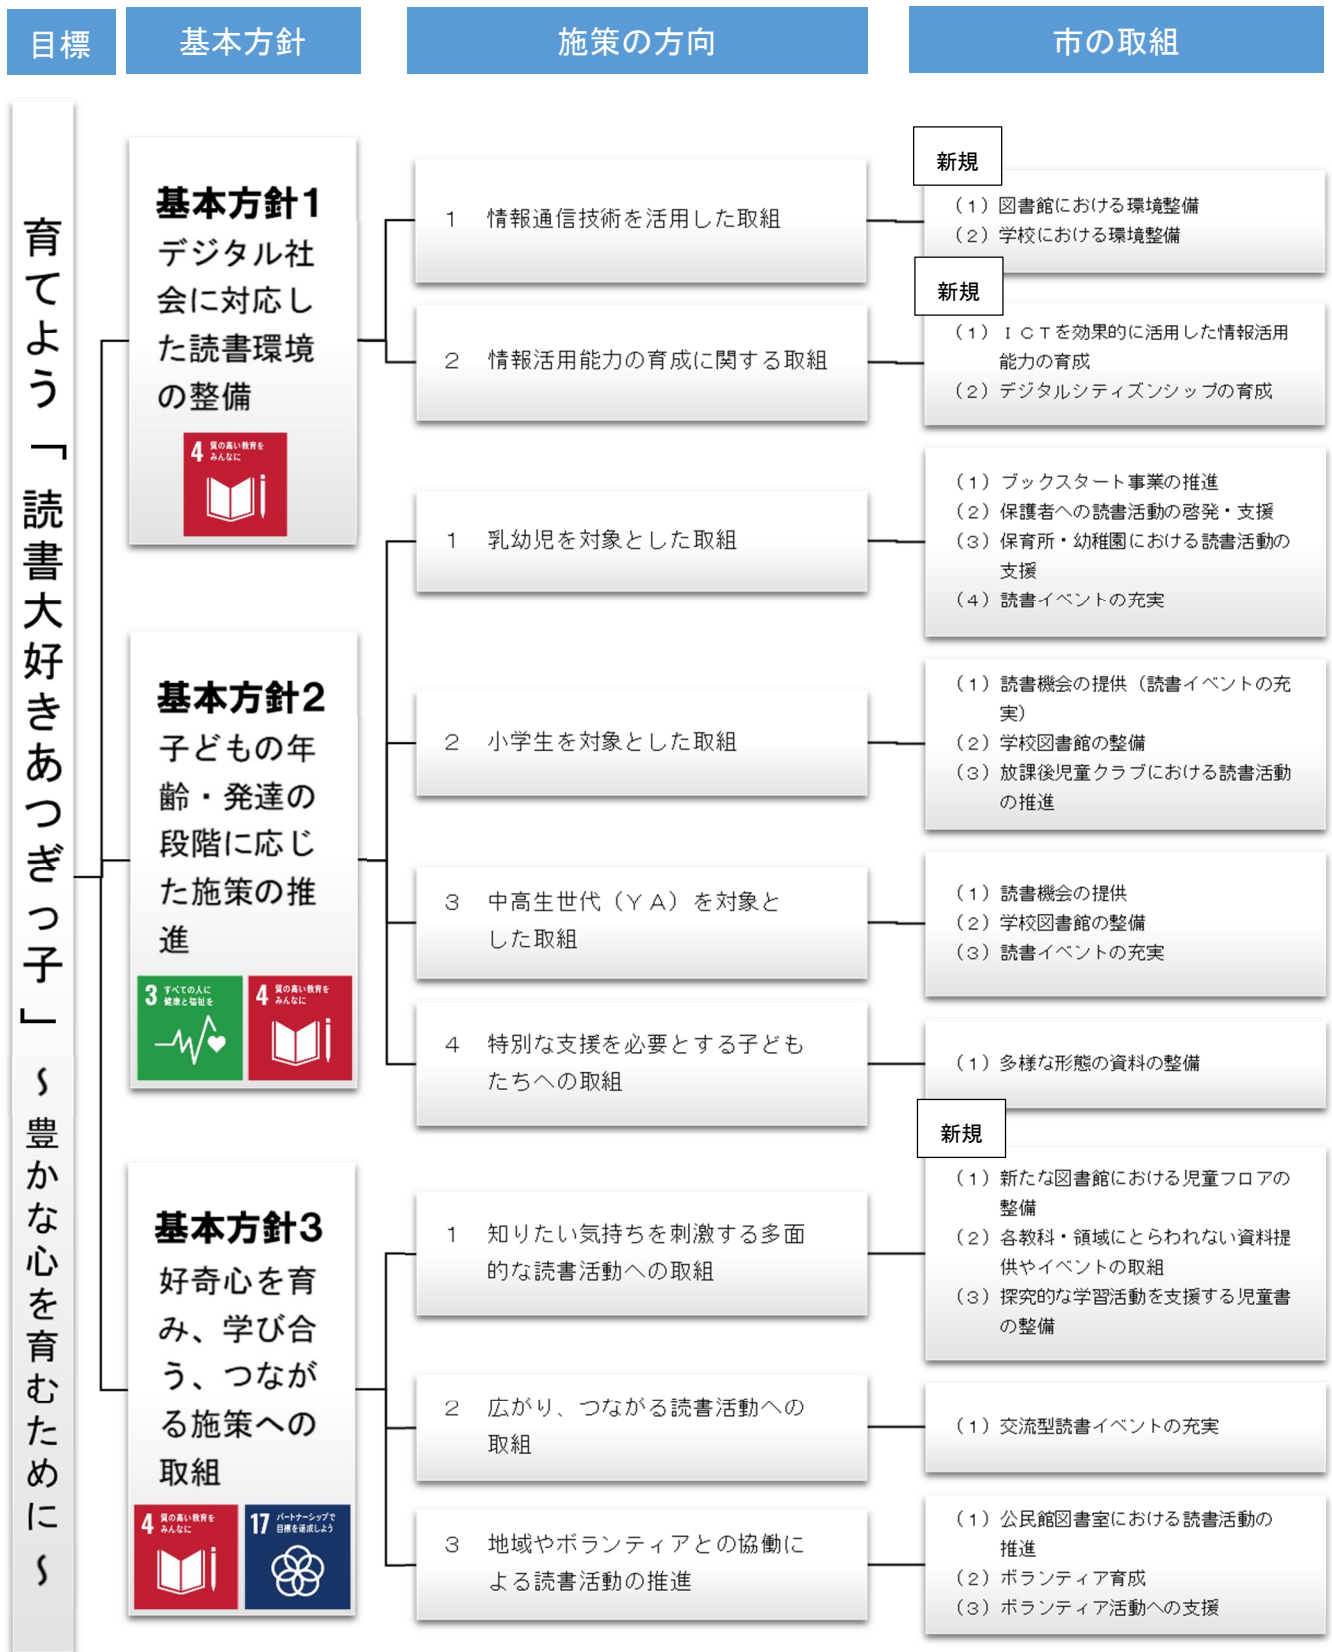 目標
基本方針
施策の方向
市の取組
育てよう「読書大好きあつぎっ子」～豊かな心を育むために～
基本方針1
デジタル社
会に対応し
た読書環境
の整備
4 質の高い教育を
みんなに
1 情報通信技術を活用した取組
新規
(1) 図書館における環境整備
(2) 学校における環境整備
2 情報活用能力の育成に関する取組
新規
(1) ＩＣＴを効果的に活用した情報活用
能力の育成
(2) デジタルシティズンシップの育成
基本方針2
子どもの年
齢・発達の
段階に応じ
た施策の推
進
3 すべての人に
健康と福祉を
4 質の高い教育を
みんなに
1 乳幼児を対象とした取組
(1) ブックスタート事業の推進
(2) 保護者への読書活動の啓発・支援
(3) 保育所・幼稚園における読書活動の
支援
(4) 読書イベントの充実
2 小学生を対象とした取組
(1) 読書機会の提供（読書イベントの充
実）
(2) 学校図書館の整備
(3) 放課後児童クラブにおける読書活動
の推進
3 中高生世代（ＹＡ）を対象と
した取組
(1) 読書機会の提供
(2) 学校図書館の整備
(3) 読書イベントの充実
4 特別な支援を必要とする子ども
たちへの取組
(1) 多様な形態の資料の整備
基本方針3
好奇心を育
み、学び合
う、つなが
る施策への
取組
4 質の高い教育を
みんなに
17 パートナーシップで
目標を達成しよう
1 知りたい気持ちを刺激する多面
的な読書活動への取組
新規
(1) 新たな図書館における児童フロアの
整備
(2) 各教科・領域にとらわれない資料提
供やイベントの取組
(3) 探究的な学習活動を支援する児童書
の整備
2 広がり、つながる読書活動への
取組
(1) 交流型読書イベントの充実
3 地域やボランティアとの協働に
よる読書活動の推進
(1) 公民館図書室における読書活動の
推進
(2) ボランティア育成
(3) ボランティア活動への支援